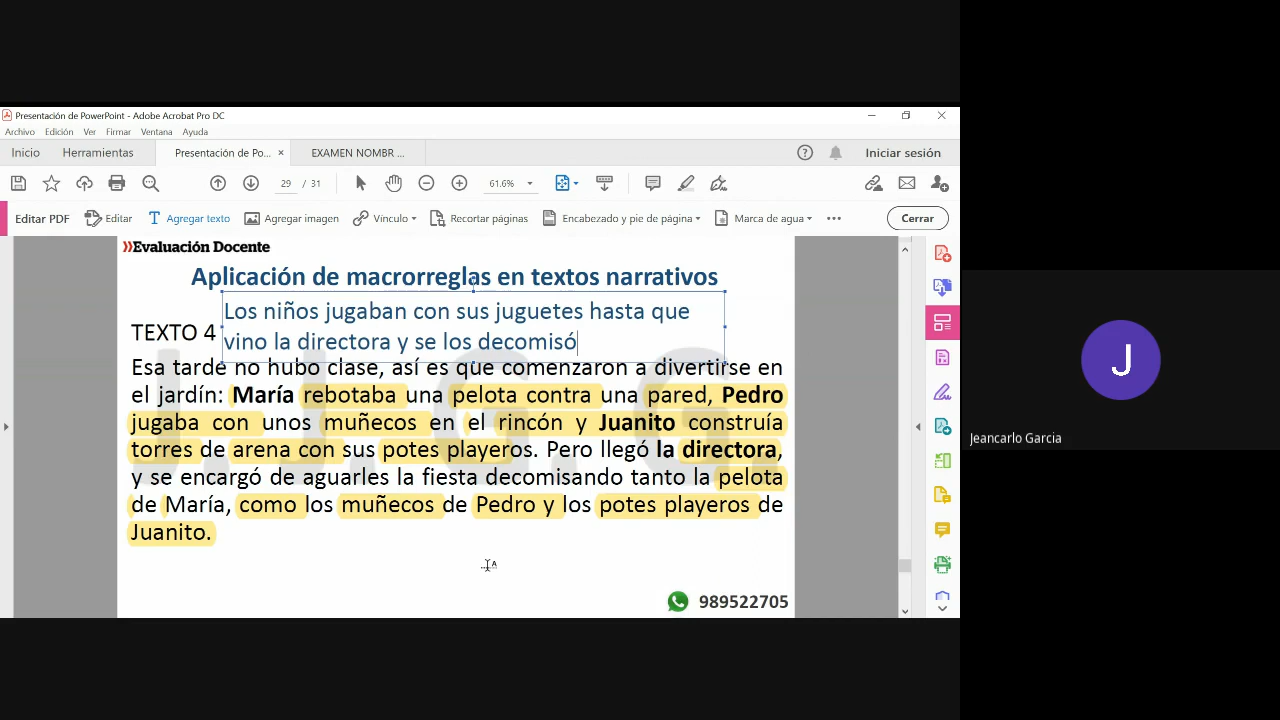 Presentación de PowerPoint - Adobe Acrobat Pro DC
Archivo Edición Ver Firmar Ventana Ayuda
Inicio Herramientas Presentación de Po... × EXAMEN NOMBR ... Iniciar sesión
29 / 31 61.6%
Editar PDF Editar Agregar texto Agregar imagen Vínculo Recortar páginas Encabezado y pie de página Marca de agua Cerrar
»Evaluación Docente
Aplicación de macrorreglas en textos narrativos
Los niños jugaban con sus juguetes hasta que
vino la directora y se los decomisó
TEXTO 4
Esa tarde no hubo clase, así es que comenzaron a divertirse en
el jardín: María rebotaba una pelota contra una pared, Pedro
jugaba con unos muñecos en el rincón y Juanito construía
torres de arena con sus potes playeros. Pero llegó la directora,
y se encargó de aguarles la fiesta decomisando tanto la pelota
de María, como los muñecos de Pedro y los potes playeros de
Juanito.
989522705
J
Jeancarlo Garcia